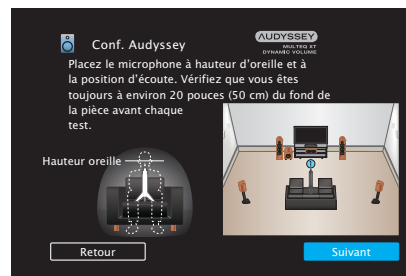 Conf. Audyssey
AUDYSSEY
MULTEQ XT
DYNAMIC VOLUME
Placez le microphone à hauteur d'oreille et à
la position d'écoute. Vérifiez que vous êtes
toujours à environ 20 pouces (50 cm) du fond de
la pièce avant chaque
test.
Hauteur oreille
Retour
Suivant